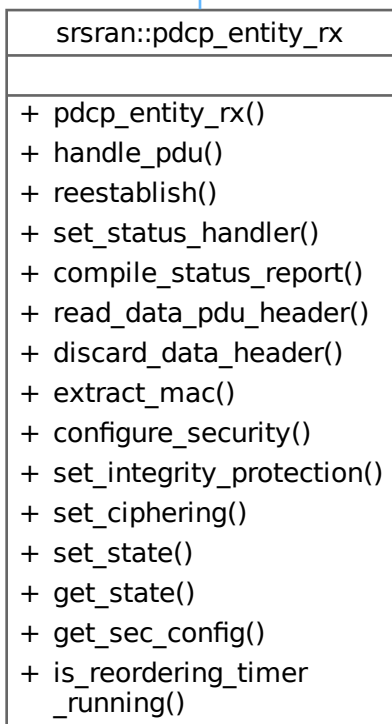 srsran::pdcp_entity_rx
+ pdcp_entity_rx()
+ handle_pdu()
+ reestablish()
+ set_status_handler()
+ compile_status_report()
+ read_data_pdu_header()
+ discard_data_header()
+ extract_mac()
+ configure_security()
+ set_integrity_protection()
+ set_ciphering()
+ set_state()
+ get_state()
+ get_sec_config()
+ is_reordering_timer
_running()